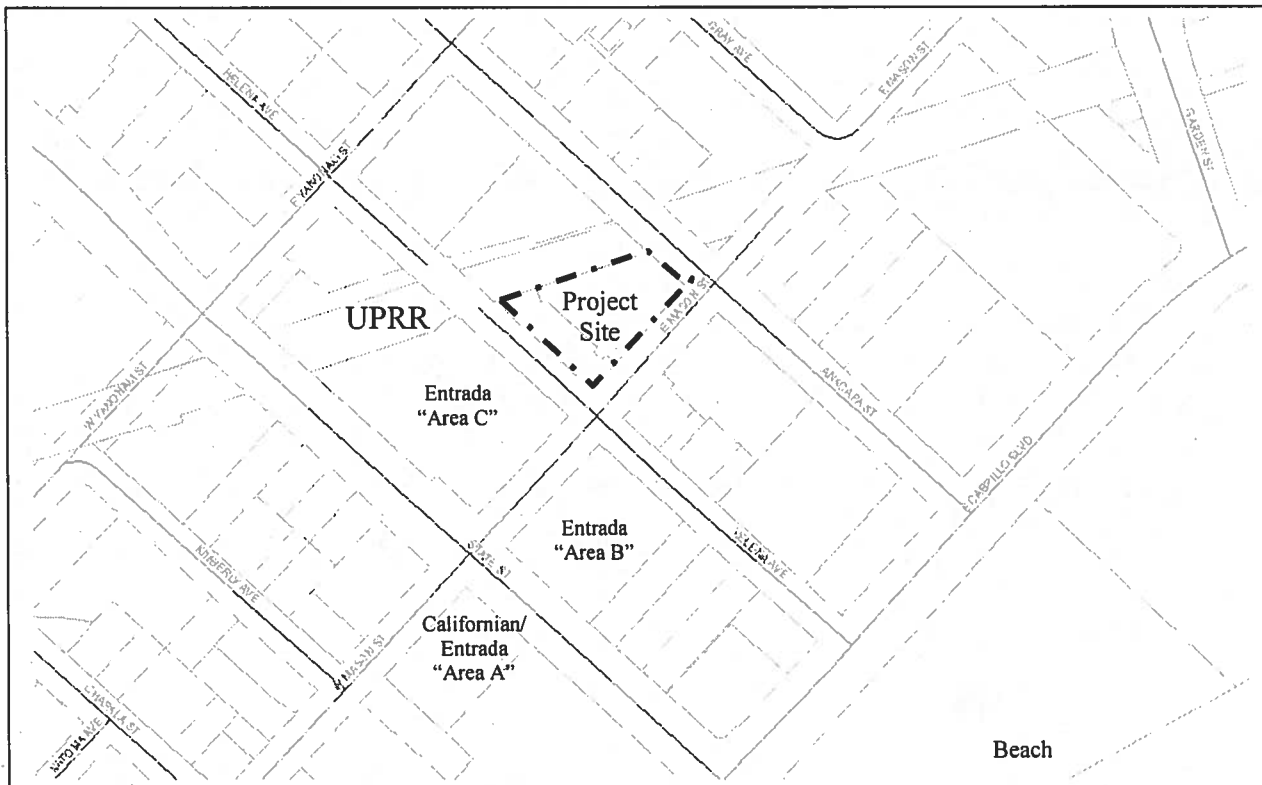 GRAY AVE
E MASON ST
HELENA AVE
GARDEN ST
E YANONALI ST
Project
Site
E MASON ST
UPRR
W YANONALI ST
Entrada
"Area C"
ANACAPA ST
E CABRILLO BLVD
Entrada
"Area B"
HELENA AVE
STATE ST
KIMBERLY AVE
Californian/
Entrada
"Area A"
W MASON ST
CHAPALA ST
NATOMA AVE
Beach